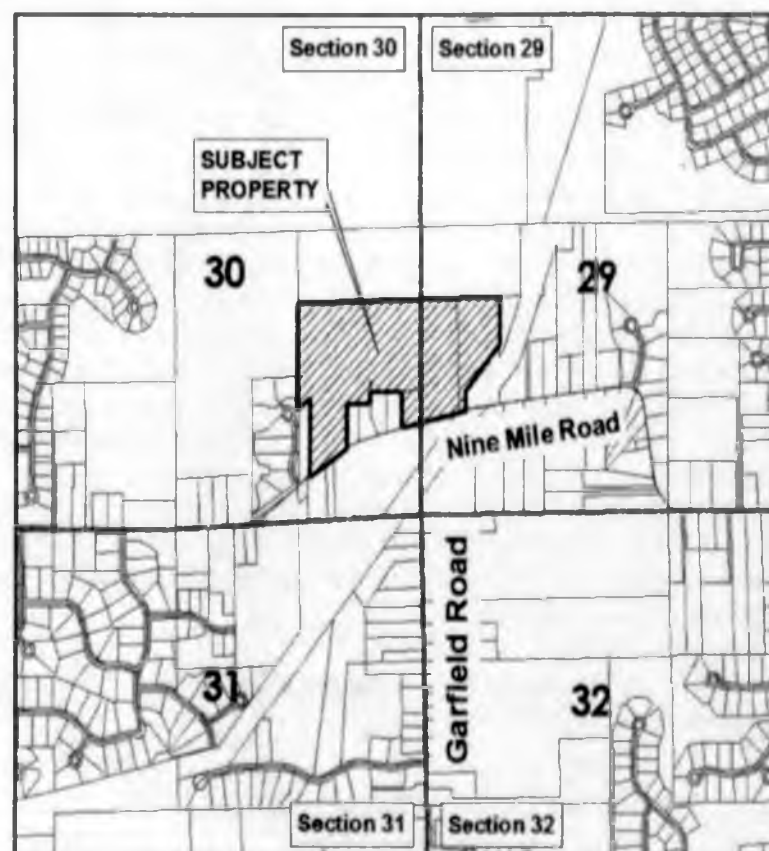 Section 30
Section 29
SUBJECT
PROPERTY
30
29
Nine Mile Road
Garfield Road
31
32
Section 31
Section 32